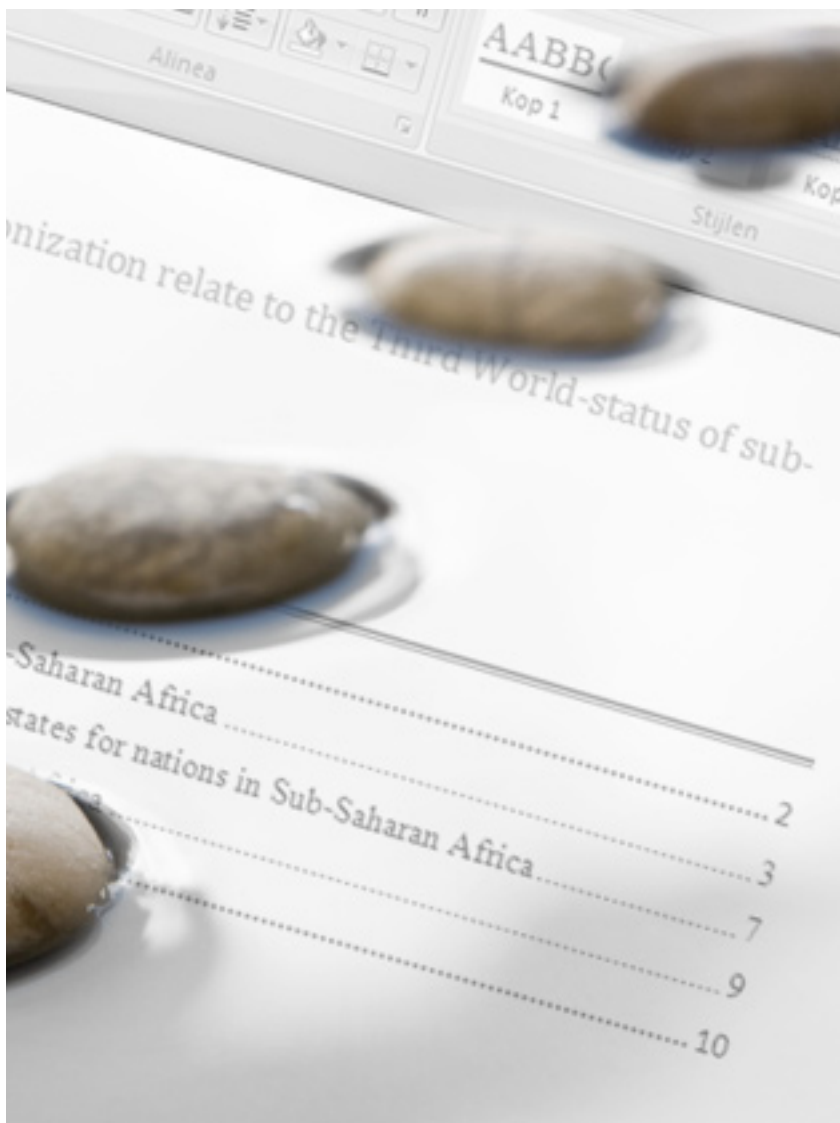 Alinea
AABB
Kop 1
Kop
Stijlen
onization relate to the Third World-status of sub-
2
-Saharan Africa 3
states for nations in Sub-Saharan Africa 7
9
10